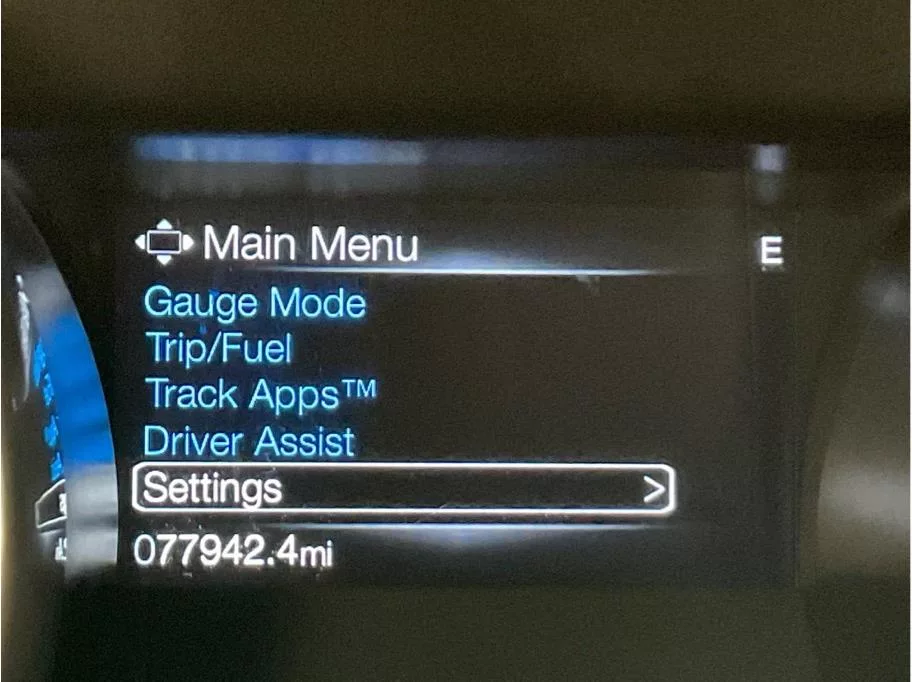 Main Menu
E
Gauge Mode
Trip/Fuel
Track Apps™
Driver Assist
Settings >
077942.4mi